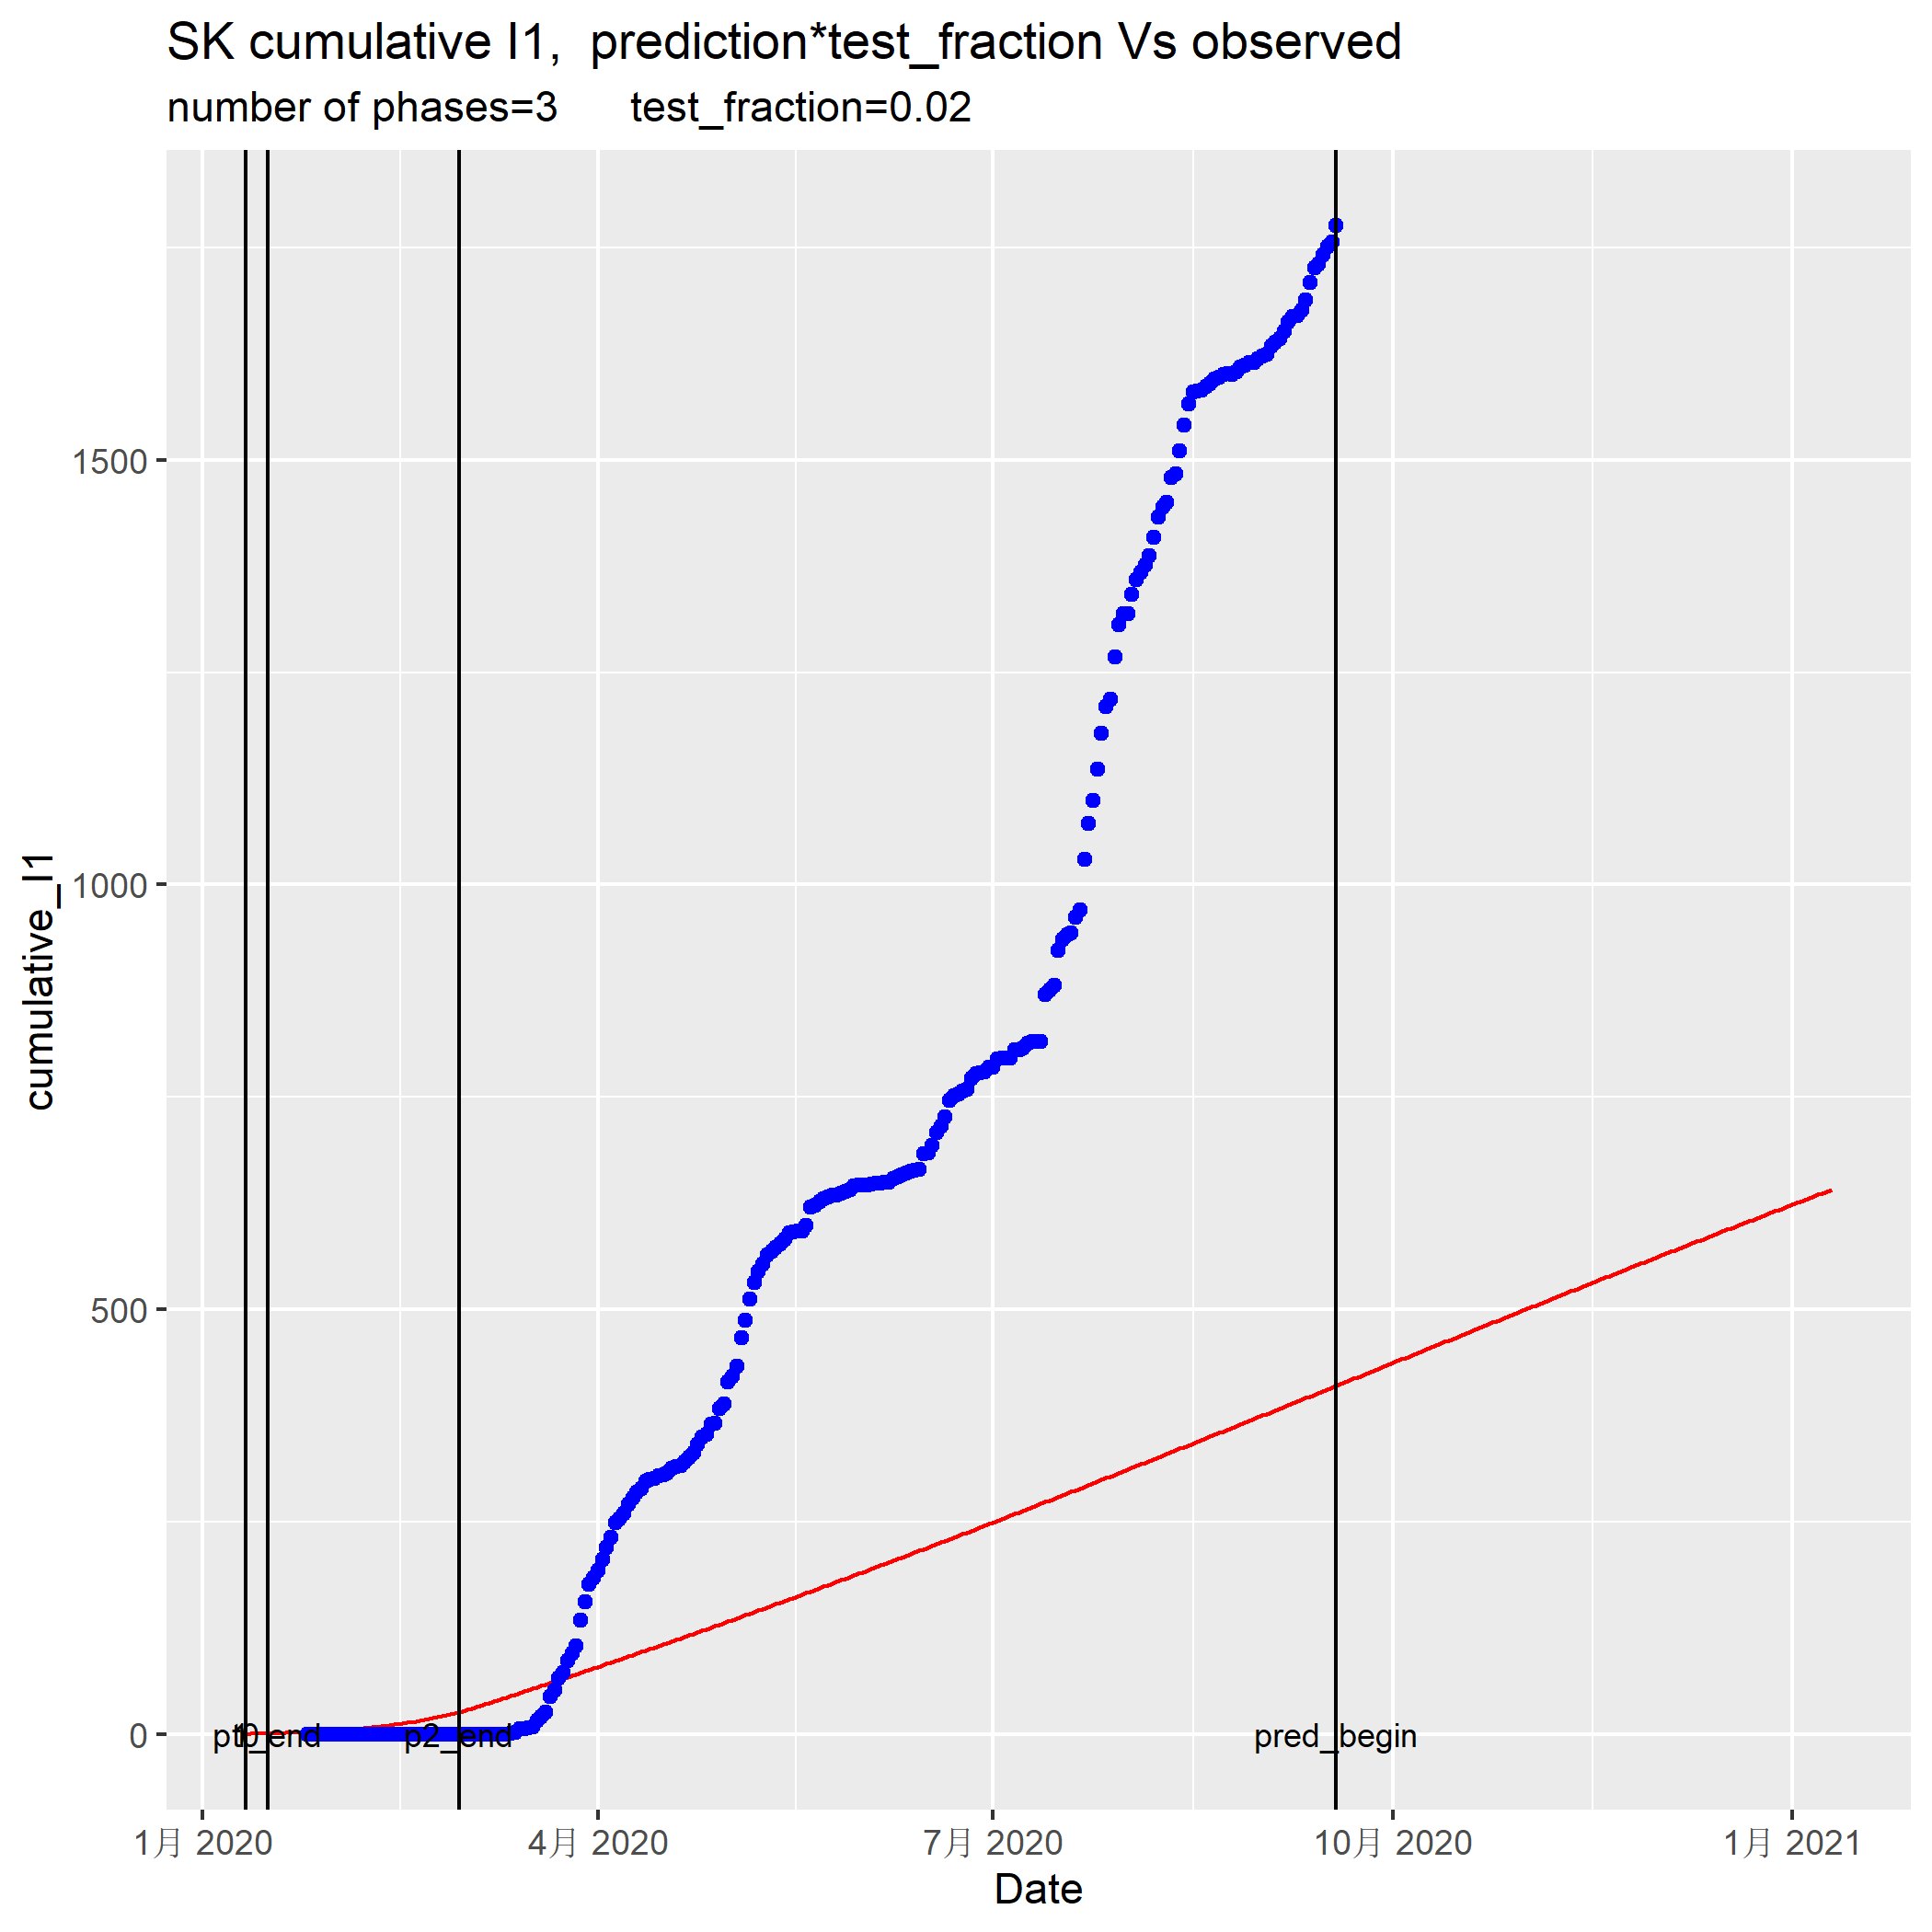 SK cumulative I1,  prediction*test_fraction Vs observed
number of phases=3      test_fraction=0.02
cumulative_I1
1500
1000
500
0
p2_end
pred_begin
1月 2020
4月 2020
7月 2020
10月 2020
1月 2021
Date